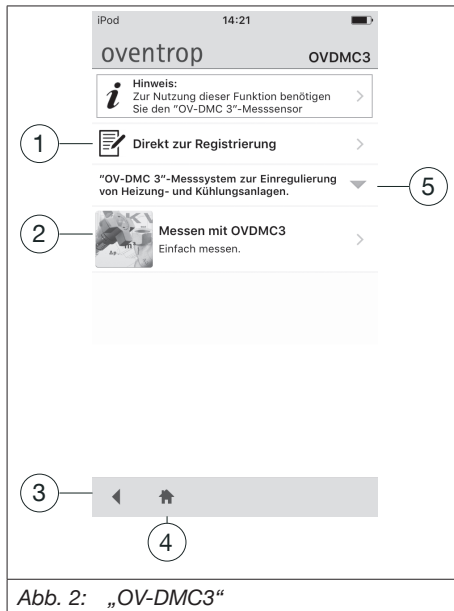 iPod 14:21
oventrop OVDMC3
Hinweis:
Zur Nutzung dieser Funktion benötigen
Sie den "OV-DMC 3"-Messsensor
1 Direkt zur Registrierung
"OV-DMC 3"-Messsystem zur Einregulierung
von Heizung- und Kühlungsanlagen.
5
2 Messen mit OVDMC3
Einfach messen.
3
4
Abb. 2: „OV-DMC3“